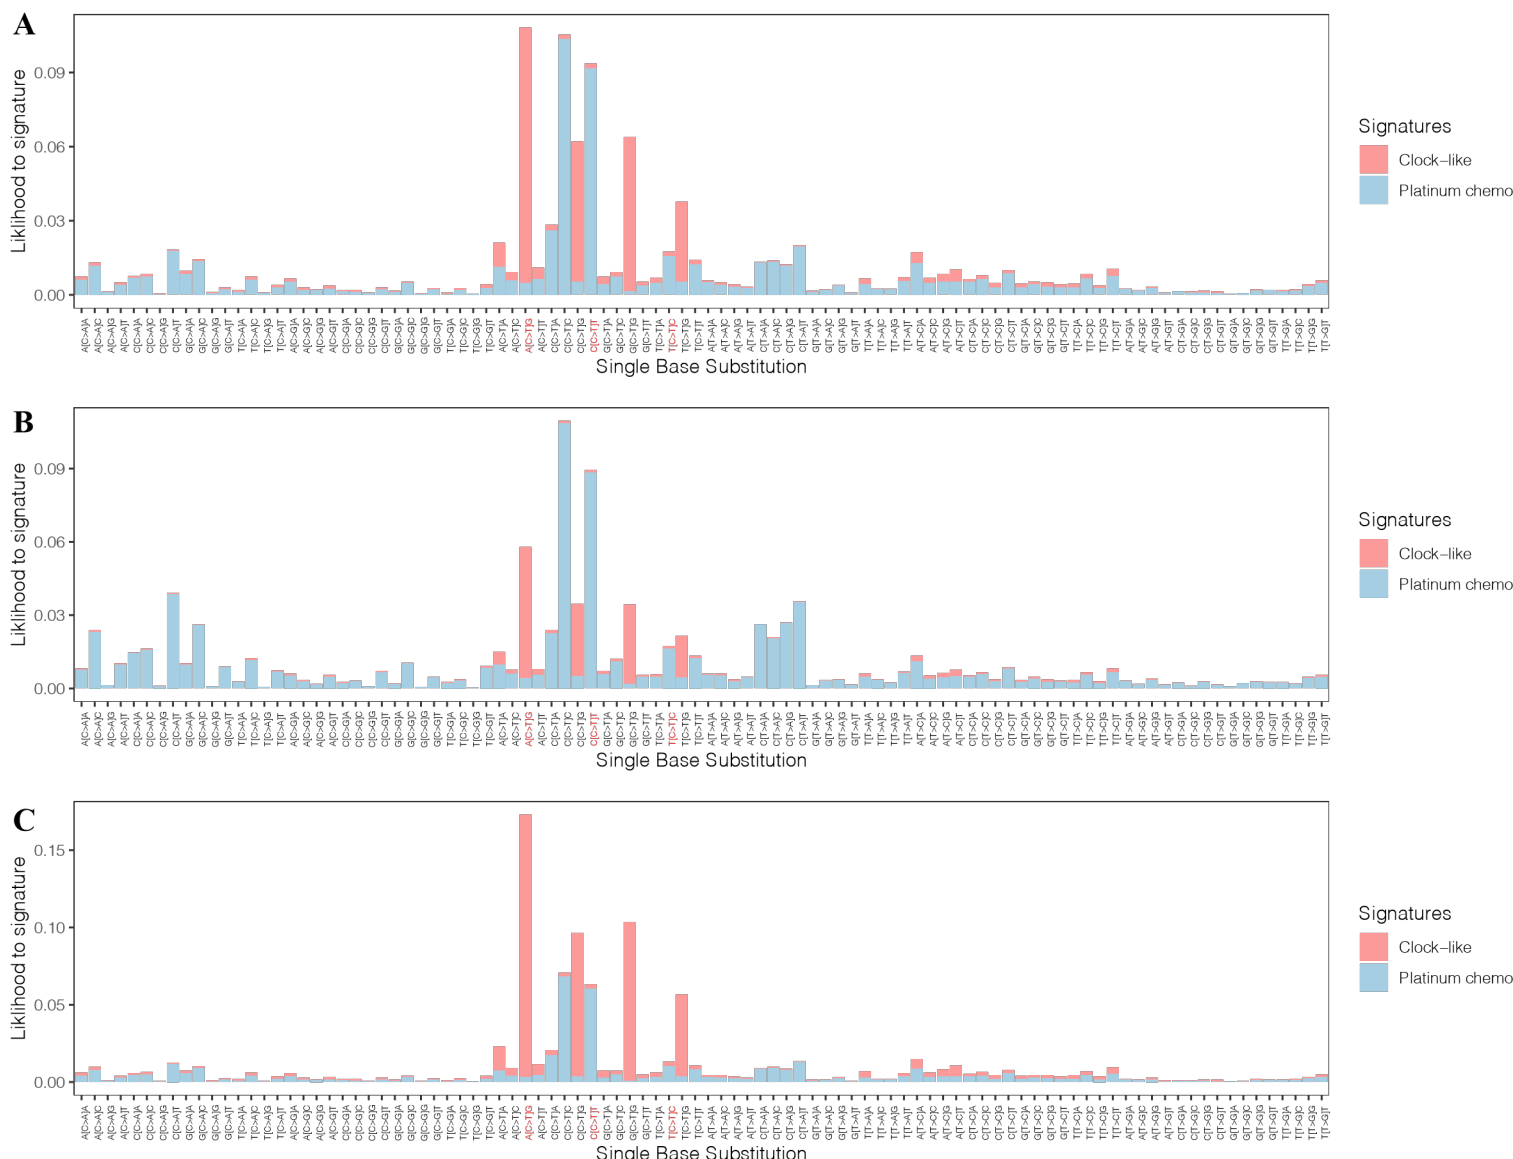 A
0.09
0.06
0.03
0.00
Liklihood to signature
A[C>A]A A[C>A]C A[C>A]G A[C>A]T C[C>A]A C[C>A]C C[C>A]G C[C>A]T G[C>A]A G[C>A]C G[C>A]G G[C>A]T T[C>A]A T[C>A]C T[C>A]G T[C>A]T A[C>G]A A[C>G]C A[C>G]G A[C>G]T C[C>G]A C[C>G]C C[C>G]G C[C>G]T G[C>G]A G[C>G]C G[C>G]G G[C>G]T T[C>G]A T[C>G]C T[C>G]G T[C>G]T A[C>T]A A[C>T]C A[C>T]G A[C>T]T C[C>T]A C[C>T]C C[C>T]G C[C>T]T G[C>T]A G[C>T]C G[C>T]G G[C>T]T T[C>T]A T[C>T]C T[C>T]G T[C>T]T A[T>A]A A[T>A]C A[T>A]G A[T>A]T C[T>A]A C[T>A]C C[T>A]G C[T>A]T G[T>A]A G[T>A]C G[T>A]G G[T>A]T T[T>A]A T[T>A]C T[T>A]G T[T>A]T A[T>C]A A[T>C]C A[T>C]G A[T>C]T C[T>C]A C[T>C]C C[T>C]G C[T>C]T G[T>C]A G[T>C]C G[T>C]G G[T>C]T T[T>C]A T[T>C]C T[T>C]G T[T>C]T A[T>G]A A[T>G]C A[T>G]G A[T>G]T C[T>G]A C[T>G]C C[T>G]G C[T>G]T G[T>G]A G[T>G]C G[T>G]G G[T>G]T T[T>G]A T[T>G]C T[T>G]G T[T>G]T
Single Base Substitution
Signatures
Clock−like
Platinum chemo
B
0.09
0.06
0.03
0.00
Liklihood to signature
A[C>A]A A[C>A]C A[C>A]G A[C>A]T C[C>A]A C[C>A]C C[C>A]G C[C>A]T G[C>A]A G[C>A]C G[C>A]G G[C>A]T T[C>A]A T[C>A]C T[C>A]G T[C>A]T A[C>G]A A[C>G]C A[C>G]G A[C>G]T C[C>G]A C[C>G]C C[C>G]G C[C>G]T G[C>G]A G[C>G]C G[C>G]G G[C>G]T T[C>G]A T[C>G]C T[C>G]G T[C>G]T A[C>T]A A[C>T]C A[C>T]G A[C>T]T C[C>T]A C[C>T]C C[C>T]G C[C>T]T G[C>T]A G[C>T]C G[C>T]G G[C>T]T T[C>T]A T[C>T]C T[C>T]G T[C>T]T A[T>A]A A[T>A]C A[T>A]G A[T>A]T C[T>A]A C[T>A]C C[T>A]G C[T>A]T G[T>A]A G[T>A]C G[T>A]G G[T>A]T T[T>A]A T[T>A]C T[T>A]G T[T>A]T A[T>C]A A[T>C]C A[T>C]G A[T>C]T C[T>C]A C[T>C]C C[T>C]G C[T>C]T G[T>C]A G[T>C]C G[T>C]G G[T>C]T T[T>C]A T[T>C]C T[T>C]G T[T>C]T A[T>G]A A[T>G]C A[T>G]G A[T>G]T C[T>G]A C[T>G]C C[T>G]G C[T>G]T G[T>G]A G[T>G]C G[T>G]G G[T>G]T T[T>G]A T[T>G]C T[T>G]G T[T>G]T
Single Base Substitution
Signatures
Clock−like
Platinum chemo
C
0.15
0.10
0.05
0.00
Liklihood to signature
A[C>A]A A[C>A]C A[C>A]G A[C>A]T C[C>A]A C[C>A]C C[C>A]G C[C>A]T G[C>A]A G[C>A]C G[C>A]G G[C>A]T T[C>A]A T[C>A]C T[C>A]G T[C>A]T A[C>G]A A[C>G]C A[C>G]G A[C>G]T C[C>G]A C[C>G]C C[C>G]G C[C>G]T G[C>G]A G[C>G]C G[C>G]G G[C>G]T T[C>G]A T[C>G]C T[C>G]G T[C>G]T A[C>T]A A[C>T]C A[C>T]G A[C>T]T C[C>T]A C[C>T]C C[C>T]G C[C>T]T G[C>T]A G[C>T]C G[C>T]G G[C>T]T T[C>T]A T[C>T]C T[C>T]G T[C>T]T A[T>A]A A[T>A]C A[T>A]G A[T>A]T C[T>A]A C[T>A]C C[T>A]G C[T>A]T G[T>A]A G[T>A]C G[T>A]G G[T>A]T T[T>A]A T[T>A]C T[T>A]G T[T>A]T A[T>C]A A[T>C]C A[T>C]G A[T>C]T C[T>C]A C[T>C]C C[T>C]G C[T>C]T G[T>C]A G[T>C]C G[T>C]G G[T>C]T T[T>C]A T[T>C]C T[T>C]G T[T>C]T A[T>G]A A[T>G]C A[T>G]G A[T>G]T C[T>G]A C[T>G]C C[T>G]G C[T>G]T G[T>G]A G[T>G]C G[T>G]G G[T>G]T T[T>G]A T[T>G]C T[T>G]G T[T>G]T
Single Base Substitution
Signatures
Clock−like
Platinum chemo